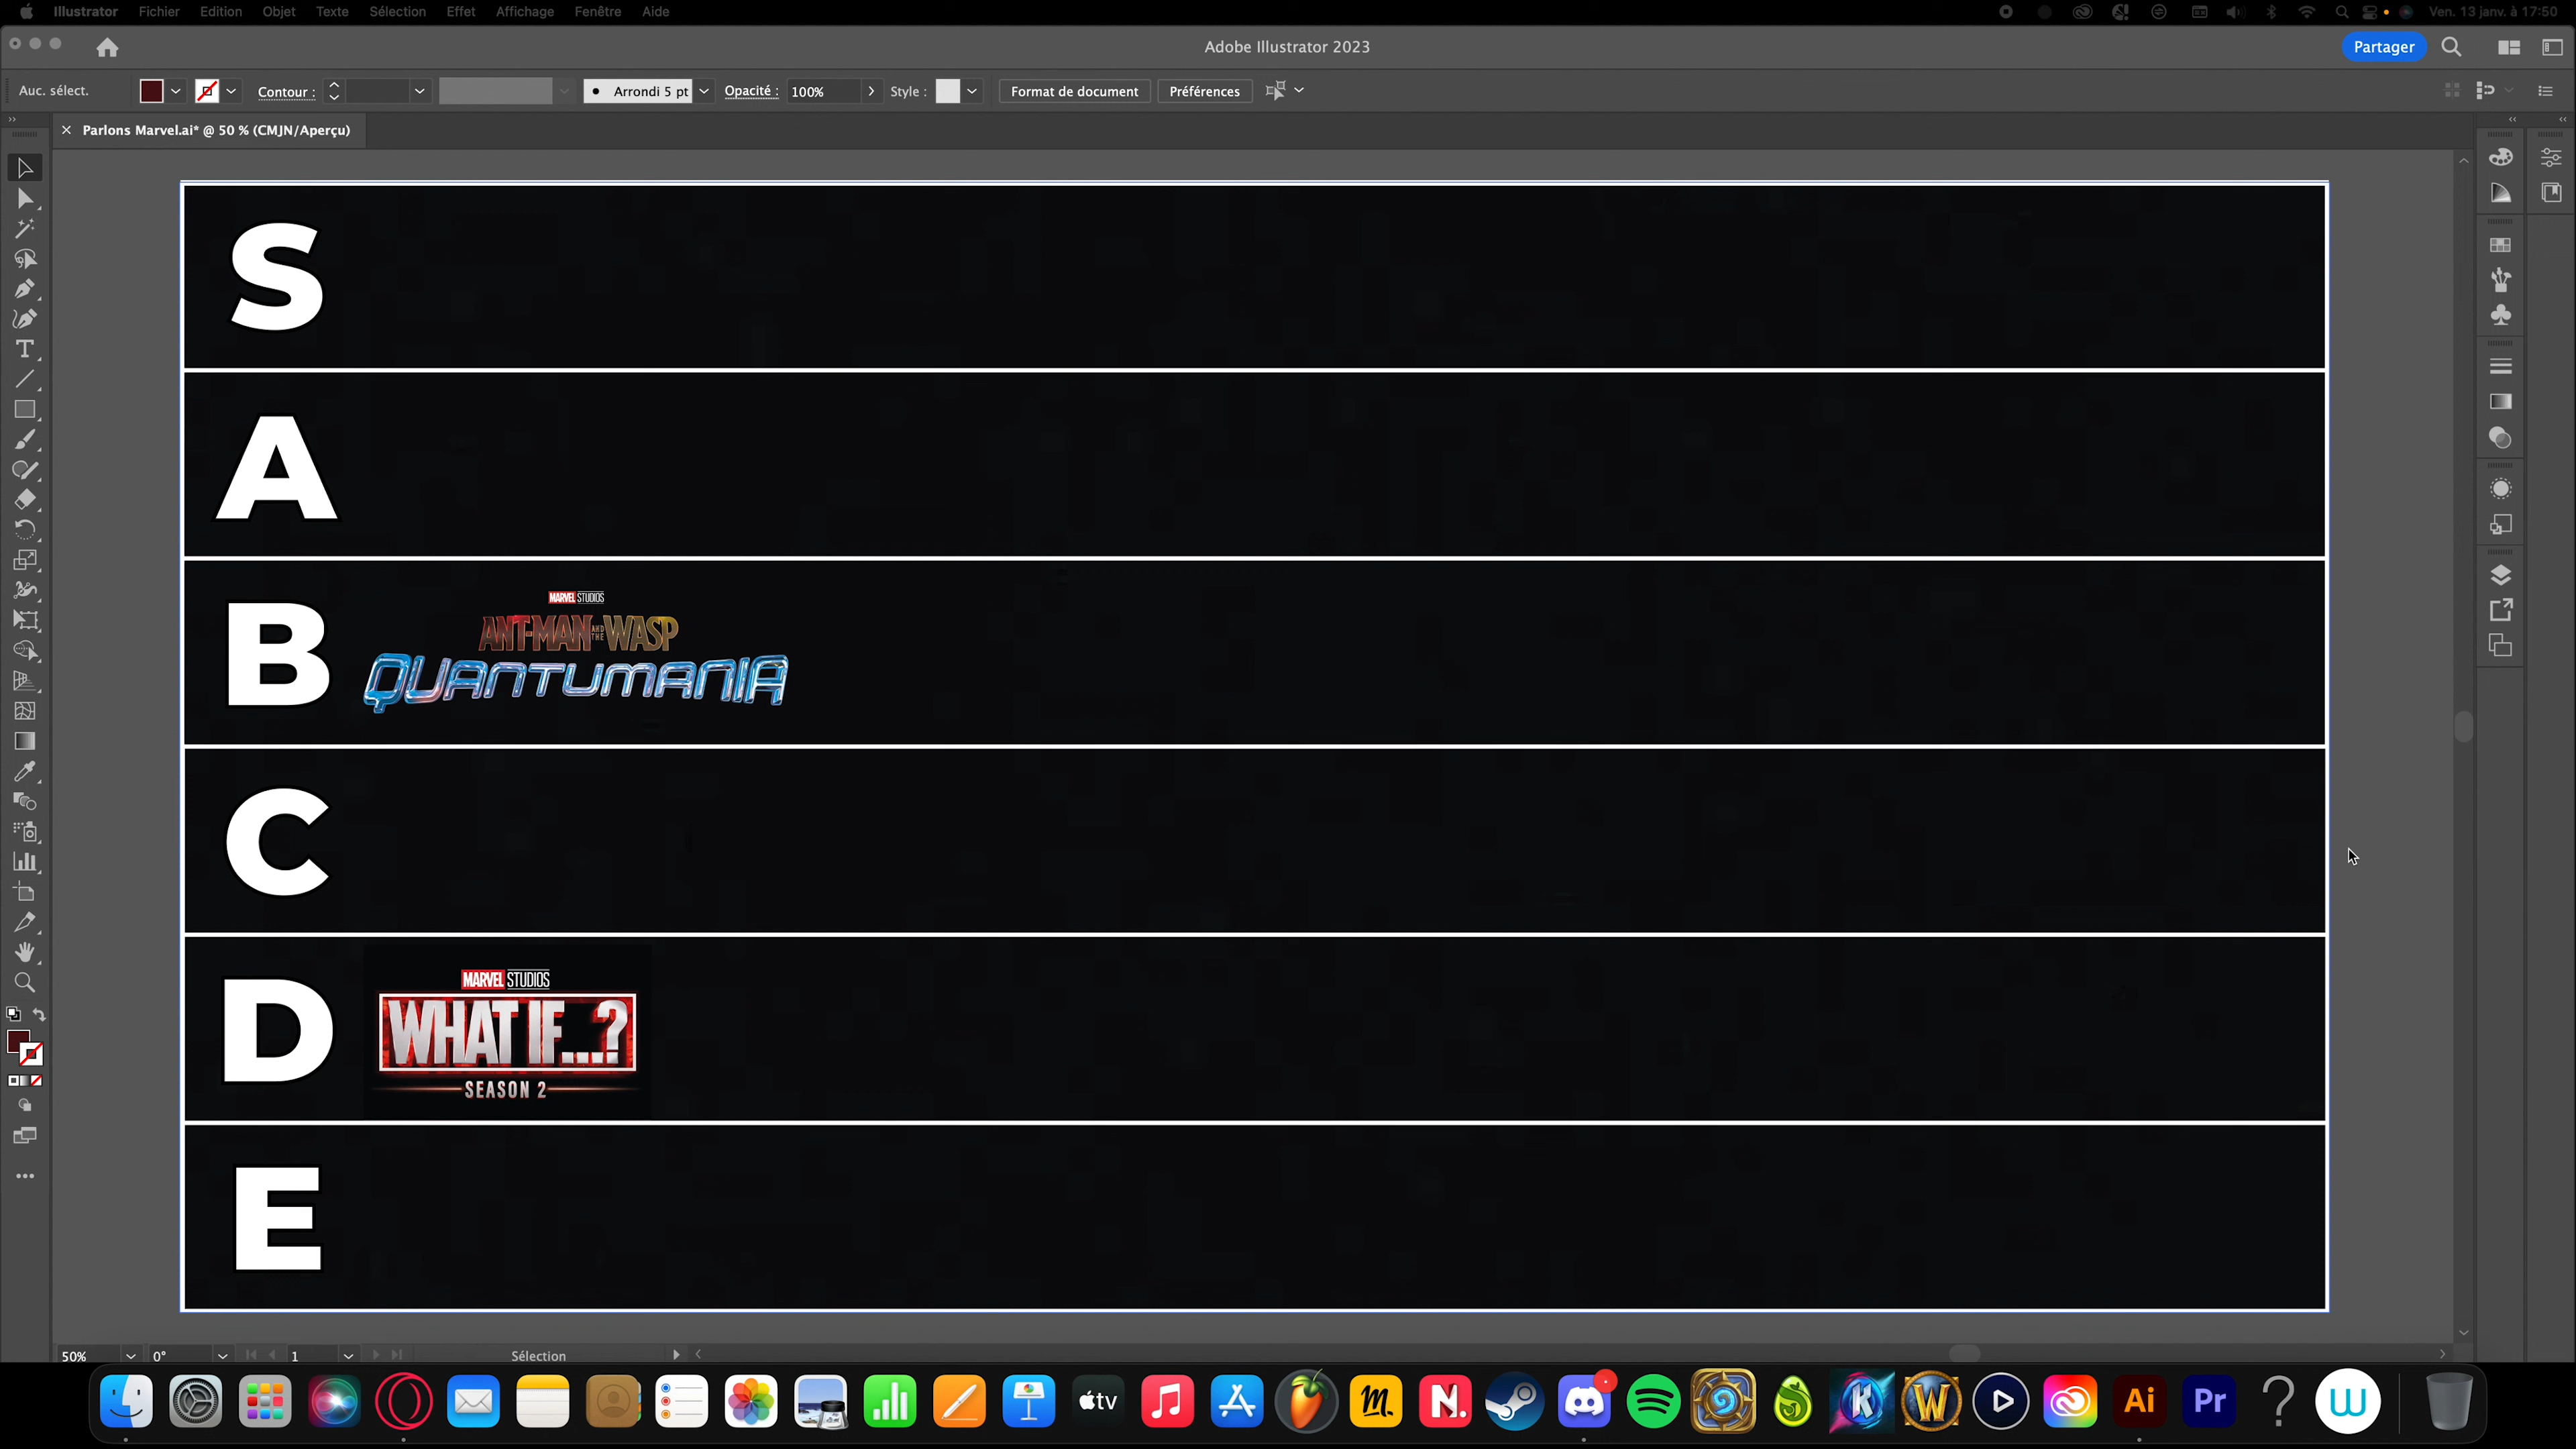 Illustrator Fichier Edition Objet Texte Sélection Effet Affichage Fenêtre Aide
Ven. 13 janv. à 17:50
Adobe Illustrator 2023
Partager
Auc. sélect.
Contour :
Arrondi 5 pt
Opacité : 100%
Style :
Format de document
Préférences
Parlons Marvel.ai* @ 50 % (CMJN/Aperçu)
S
A
B
MARVEL STUDIOS
ANT-MAN AND THE WASP
QUANTUMANIA
C
D
MARVEL STUDIOS
WHAT IF...?
SEASON 2
E
50%
0°
1
Sélection
tv
m.
N.
K
W
Ai
Pr
?
W